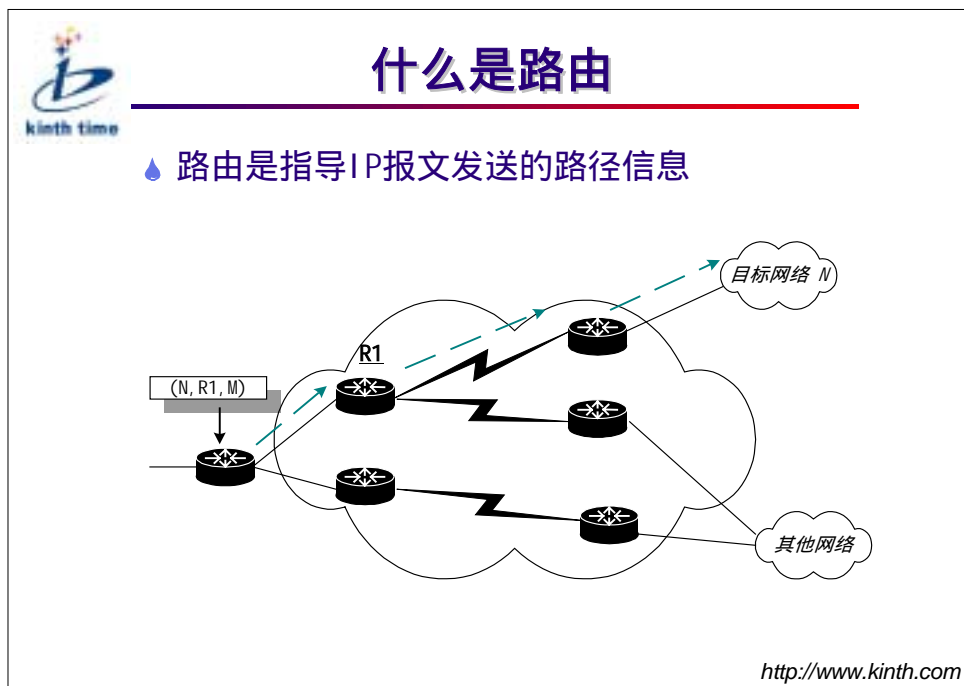 什么是路由
kinth time
路由是指导IP报文发送的路径信息
目标网络 N
R1
(N,R1,M)
其他网络
http://www.kinth.com